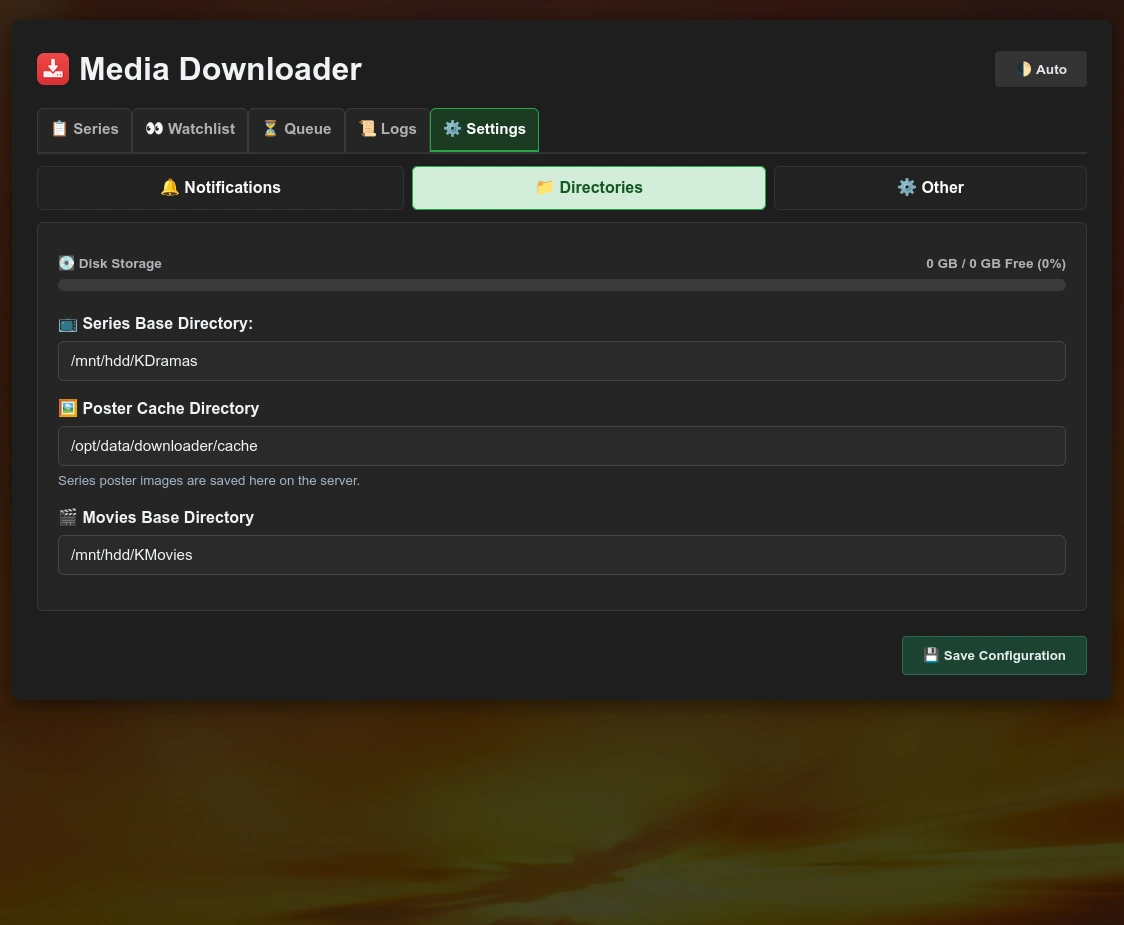 Media Downloader
🌓 Auto
📋 Series
👀 Watchlist
⏳ Queue
📜 Logs
⚙️ Settings
🔔 Notifications
📁 Directories
⚙️ Other
💽 Disk Storage
0 GB / 0 GB Free (0%)
📺 Series Base Directory:
/mnt/hdd/KDramas
🖼️ Poster Cache Directory
/opt/data/downloader/cache
Series poster images are saved here on the server.
🎬 Movies Base Directory
/mnt/hdd/KMovies
💾 Save Configuration